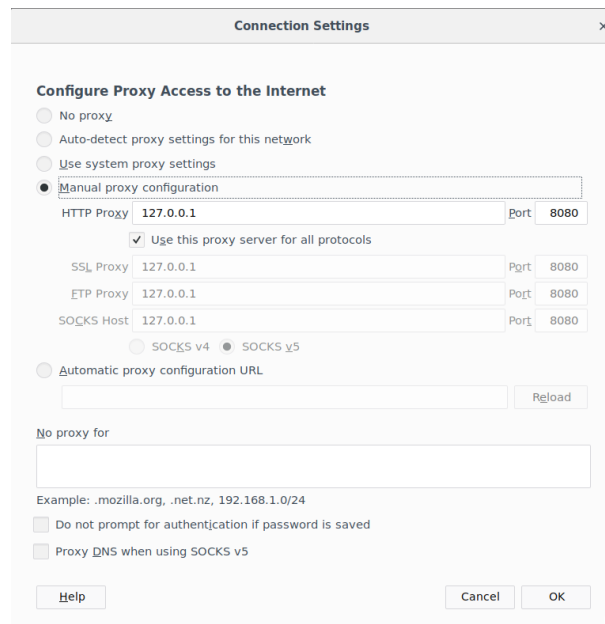 Connection Settings ×
Configure Proxy Access to the Internet
No proxy
Auto-detect proxy settings for this network
Use system proxy settings
Manual proxy configuration
HTTP Proxy 127.0.0.1 Port 8080
Use this proxy server for all protocols
SSL Proxy 127.0.0.1 Port 8080
FTP Proxy 127.0.0.1 Port 8080
SOCKS Host 127.0.0.1 Port 8080
SOCKS v4 SOCKS v5
Automatic proxy configuration URL
Reload
No proxy for
Example: .mozilla.org, .net.nz, 192.168.1.0/24
Do not prompt for authentication if password is saved
Proxy DNS when using SOCKS v5
Help Cancel OK